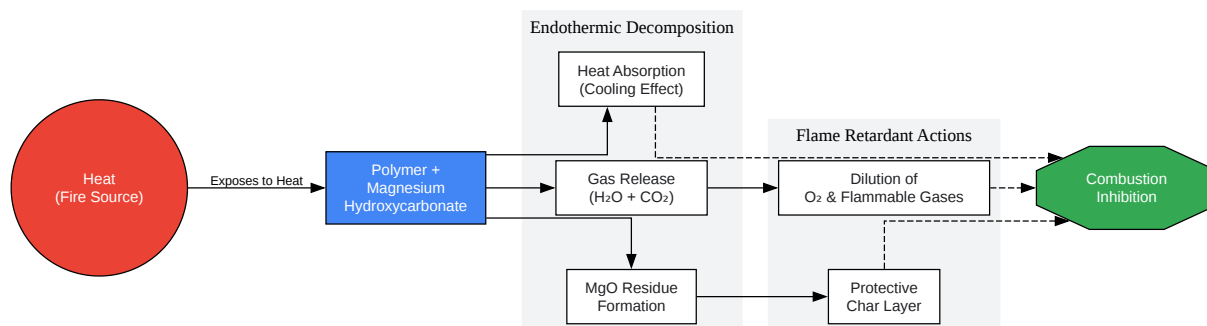 Endothermic Decomposition
Heat Absorption
(Cooling Effect)
Flame Retardant Actions
Heat
(Fire Source)
Exposes to Heat
Polymer +
Magnesium
Hydroxycarbonate
Gas Release
(H₂O + CO₂)
Dilution of
O₂ & Flammable Gases
Combustion
Inhibition
MgO Residue
Formation
Protective
Char Layer